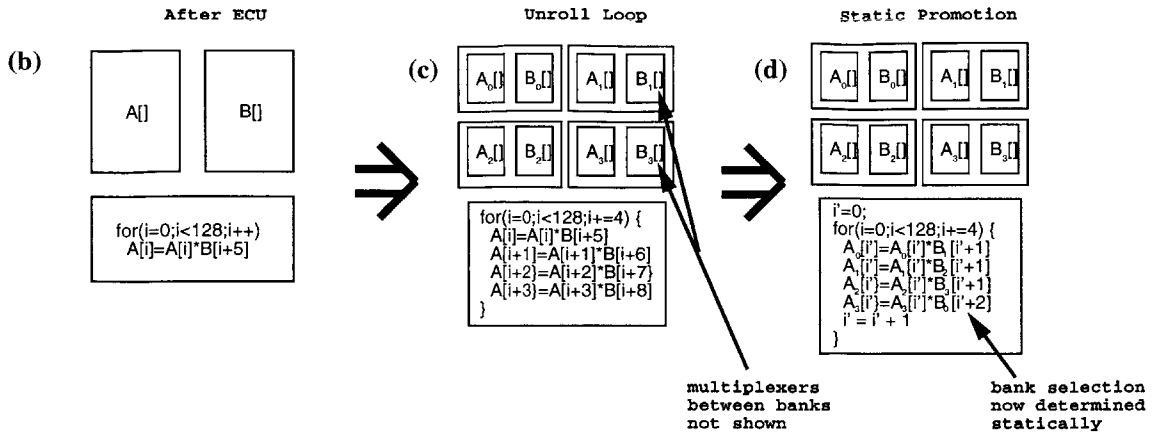 After ECU
(b)
A[]
B[]
for(i=0;i<128;i++)
A[i]=A[i]*B[i+5]
Unroll Loop
(c)
A₀[]
B₀[]
A₁[]
B₁[]
A₂[]
B₂[]
A₃[]
B₃[]
for(i=0;i<128;i+=4) {
A[i]=A[i]*B[i+5]
A[i+1]=A[i+1]*B[i+6]
A[i+2]=A[i+2]*B[i+7]
A[i+3]=A[i+3]*B[i+8]
}
multiplexers
between banks
not shown
Static Promotion
(d)
A₀[]
B₀[]
A₁[]
B₁[]
A₂[]
B₂[]
A₃[]
B₃[]
i'=0;
for(i=0;i<128;i+=4) {
A₀[i']=A₀[i']*B₁[i'+1]
A₁[i']=A₁[i']*B₂[i'+1]
A₂[i']=A₂[i']*B₃[i'+1]
A₃[i']=A₃[i']*B₀[i'+2]
i' = i' + 1
}
bank selection
now determined
statically